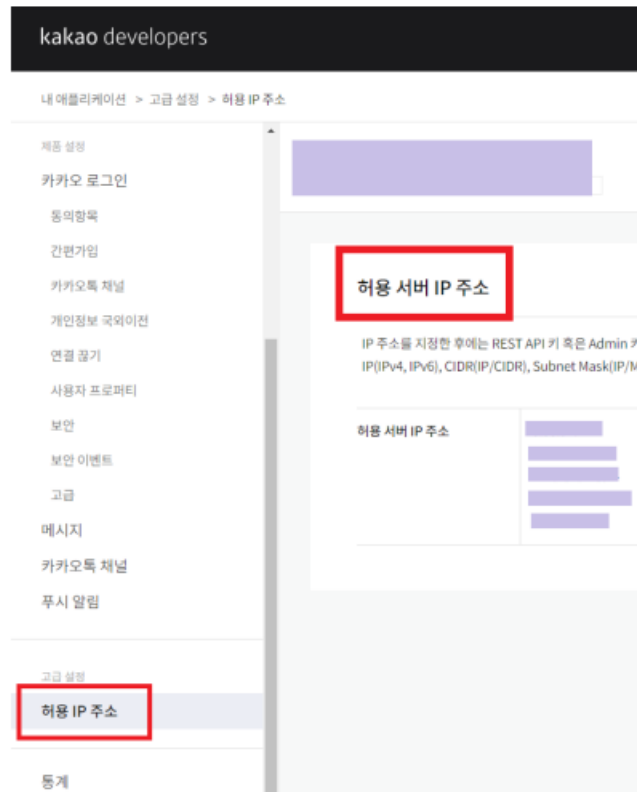 kakao developers
내 애플리케이션 > 고급 설정 > 허용 IP 주소
제품 설정
카카오 로그인
동의항목
간편가입
카카오톡 채널
개인정보 국외이전
연결 끊기
사용자 프로퍼티
보안
보안 이벤트
고급
메시지
카카오톡 채널
푸시 알림
고급 설정
허용 IP 주소
통계
허용 서버 IP 주소
IP 주소를 지정한 후에는 REST API 키 혹은 Admin
IP(IPv4, IPv6), CIDR(IP/CIDR), Subnet Mask(IP/M
허용 서버 IP 주소